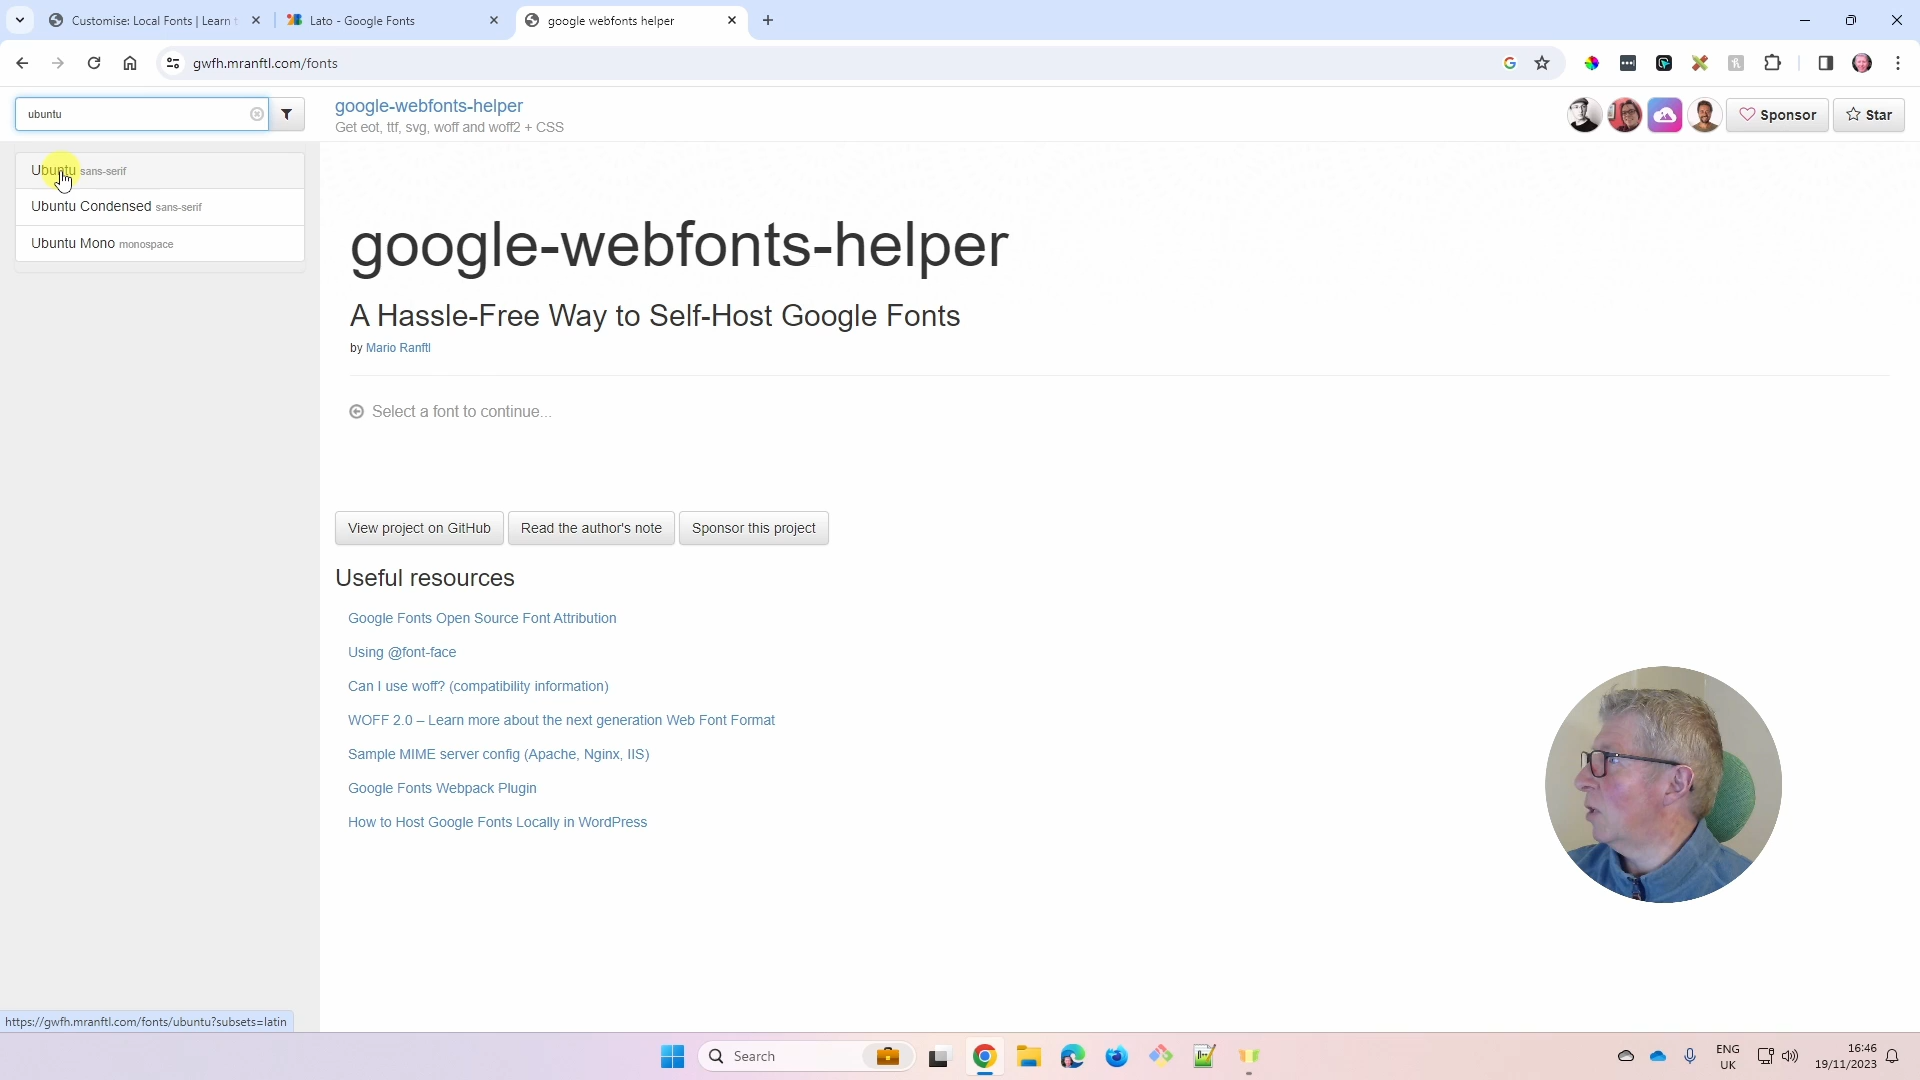 Customise: Local Fonts | Learn t
Lato - Google Fonts
google webfonts helper
gwfh.mranftl.com/fonts
ubuntu
google-webfonts-helper
Get eot, ttf, svg, woff and woff2 + CSS
Sponsor
Star
Ubuntu sans-serif
Ubuntu Condensed sans-serif
Ubuntu Mono monospace
google-webfonts-helper
A Hassle-Free Way to Self-Host Google Fonts
by Mario Ranftl
Select a font to continue...
View project on GitHub
Read the author's note
Sponsor this project
Useful resources
Google Fonts Open Source Font Attribution
Using @font-face
Can I use woff? (compatibility information)
WOFF 2.0 – Learn more about the next generation Web Font Format
Sample MIME server config (Apache, Nginx, IIS)
Google Fonts Webpack Plugin
How to Host Google Fonts Locally in WordPress
https://gwfh.mranftl.com/fonts/ubuntu?subsets=latin
Search
ENG
UK
16:46
19/11/2023